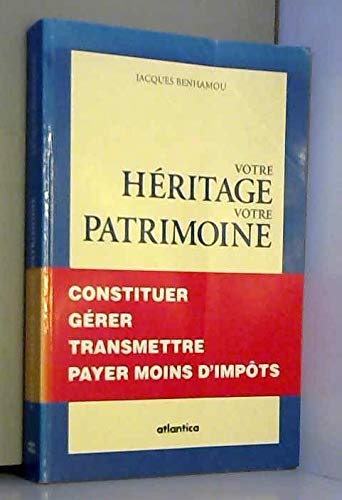 JACQUES BENHAMOU
VOTRE
HÉRITAGE
VOTRE
PATRIMOINE
CONSTITUER
GÉRER
TRANSMETTRE
PAYER MOINS D'IMPÔTS
atlantica